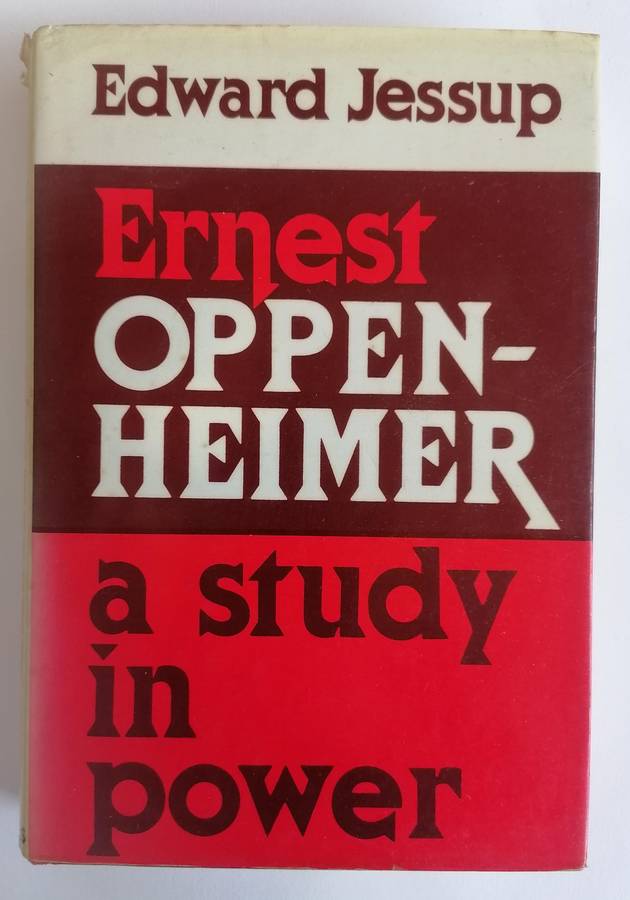 Edward Jessup
Ernest
OPPEN-
HEIMER
a study
in
power